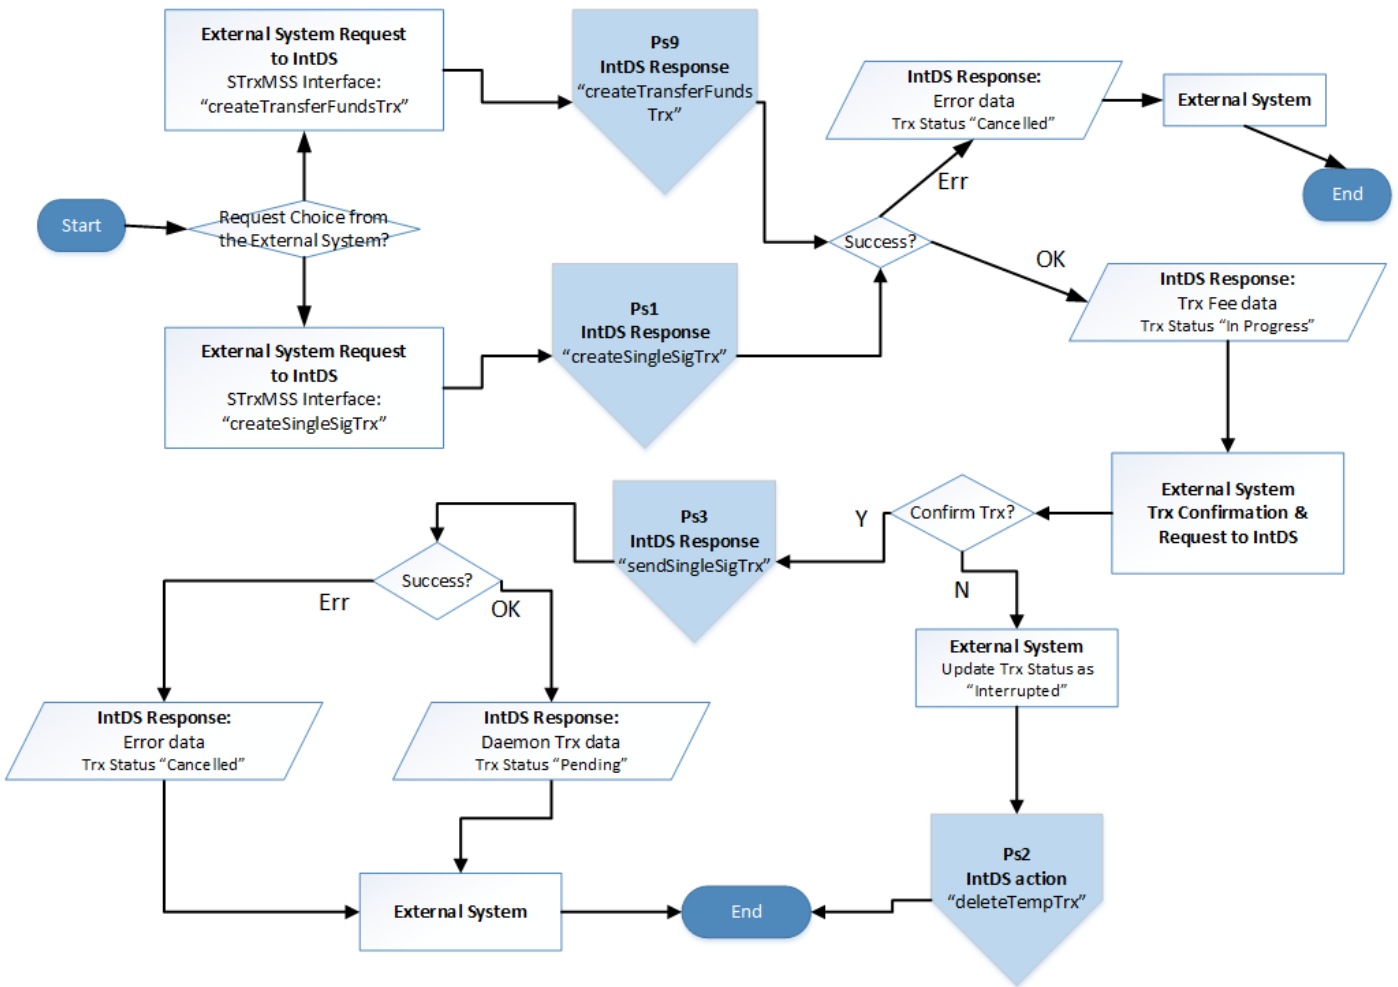 External System Request
to IntDS
STrxMSS Interface:
“createTransferFundsTrx”
Ps9
IntDS Response
“createTransferFunds
Trx”
IntDS Response:
Error data
Trx Status “Cancelled”
External System
End
Err
Start
Request Choice from
the External System?
Success?
OK
IntDS Response:
Trx Fee data
Trx Status “In Progress”
Ps1
IntDS Response
“createSingleSigTrx”
External System Request
to IntDS
STrxMSS Interface:
“createSingleSigTrx”
External System
Trx Confirmation &
Request to IntDS
Confirm Trx?
Y
N
Ps3
IntDS Response
“sendSingleSigTrx”
Success?
Err
OK
External System
Update Trx Status as
“Interrupted”
IntDS Response:
Error data
Trx Status “Cancelled”
IntDS Response:
Daemon Trx data
Trx Status “Pending”
Ps2
IntDS action
“deleteTempTrx”
External System
End